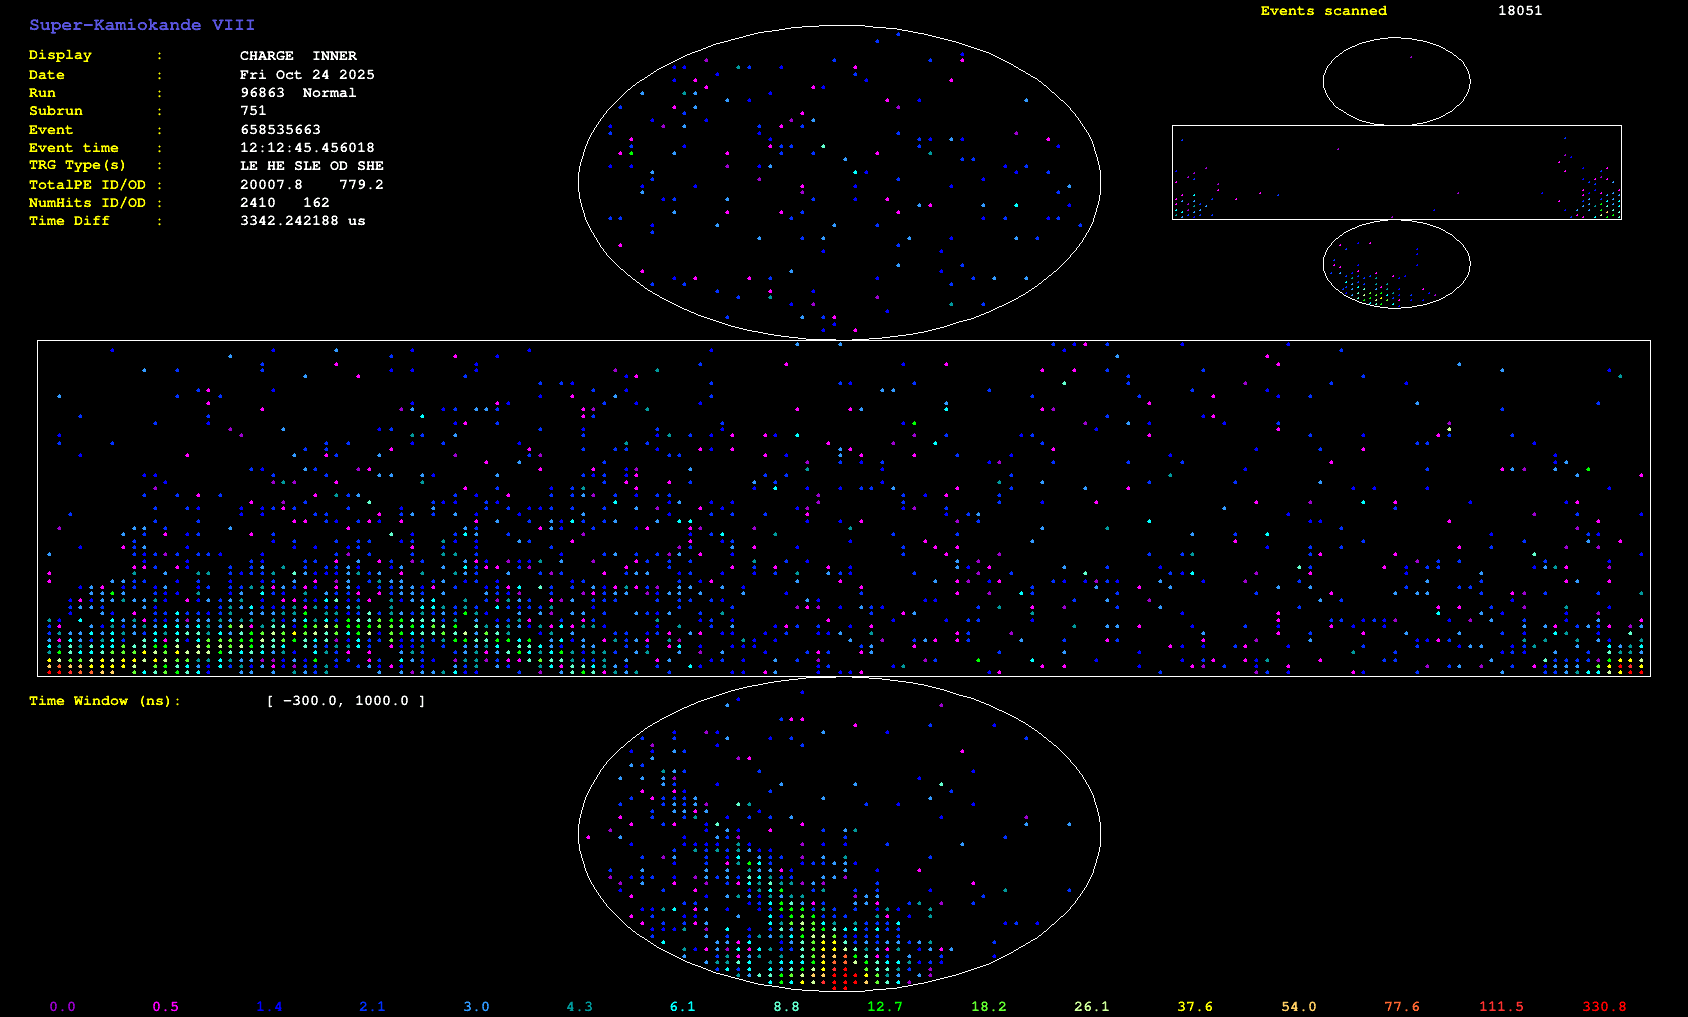 Super-Kamiokande VIII
Events scanned 18051
Display : CHARGE INNER
Date : Fri Oct 24 2025
Run : 96863 Normal
Subrun : 751
Event : 658535663
Event time : 12:12:45.456018
TRG Type(s) : LE HE SLE OD SHE
TotalPE ID/OD : 20007.8 779.2
NumHits ID/OD : 2410 162
Time Diff : 3342.242188 us
Time Window (ns): [ -300.0, 1000.0 ]
0.0 0.5 1.4 2.1 3.0 4.3 6.1 8.8 12.7 18.2 26.1 37.6 54.0 77.6 111.5 330.8